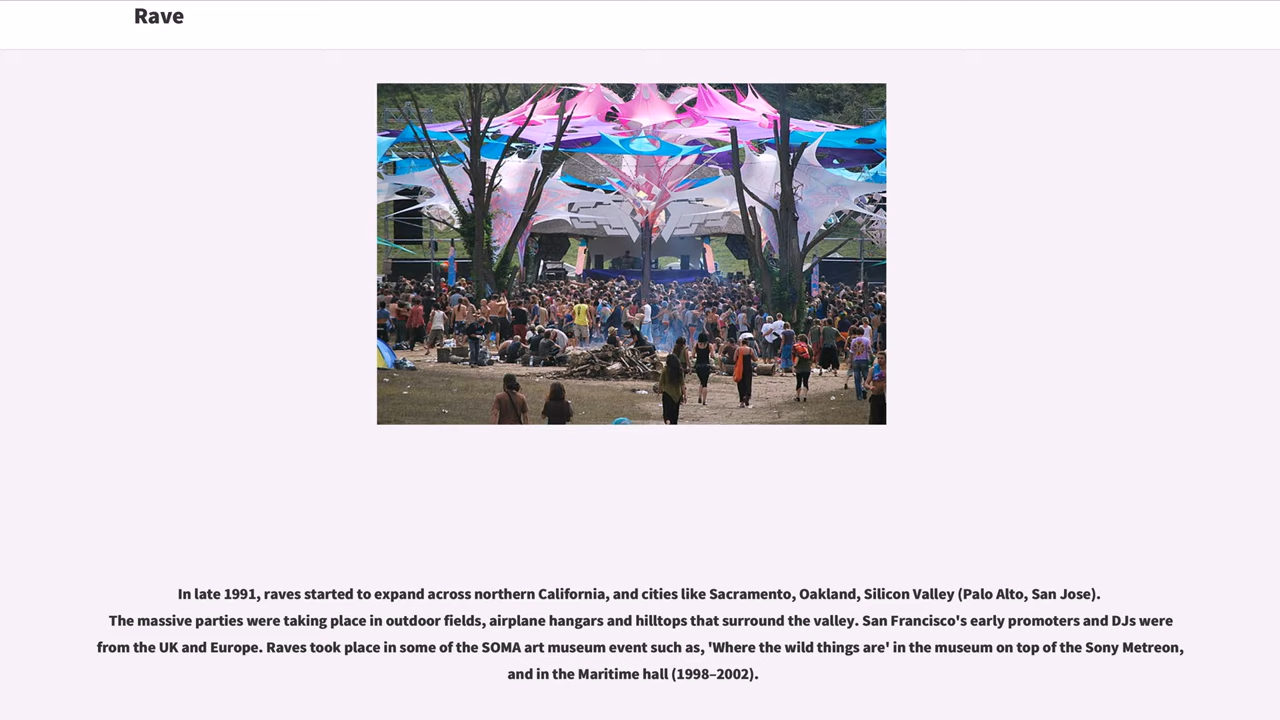 Rave
In late 1991, raves started to expand across northern California, and cities like Sacramento, Oakland, Silicon Valley (Palo Alto, San Jose).
The massive parties were taking place in outdoor fields, airplane hangars and hilltops that surround the valley. San Francisco's early promoters and DJs were
from the UK and Europe. Raves took place in some of the SOMA art museum event such as, 'Where the wild things are' in the museum on top of the Sony Metreon,
and in the Maritime hall (1998–2002).